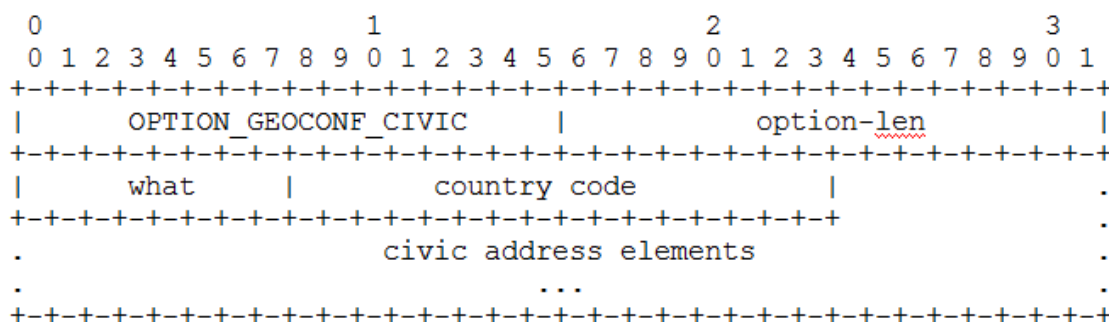 0                   1                   2                   3
0 1 2 3 4 5 6 7 8 9 0 1 2 3 4 5 6 7 8 9 0 1 2 3 4 5 6 7 8 9 0 1
+-+-+-+-+-+-+-+-+-+-+-+-+-+-+-+-+-+-+-+-+-+-+-+-+-+-+-+-+-+-+-+-+
|      OPTION_GEOCONF_CIVIC     |           option-len          |
+-+-+-+-+-+-+-+-+-+-+-+-+-+-+-+-+-+-+-+-+-+-+-+-+-+-+-+-+-+-+-+-+
|      what     |        country code           |               .
+-+-+-+-+-+-+-+-+-+-+-+-+-+-+-+-+-+-+-+-+-+-+-+-+               .
.                     civic address elements                    .
.                              ...                              .
+-+-+-+-+-+-+-+-+-+-+-+-+-+-+-+-+-+-+-+-+-+-+-+-+-+-+-+-+-+-+-+-+